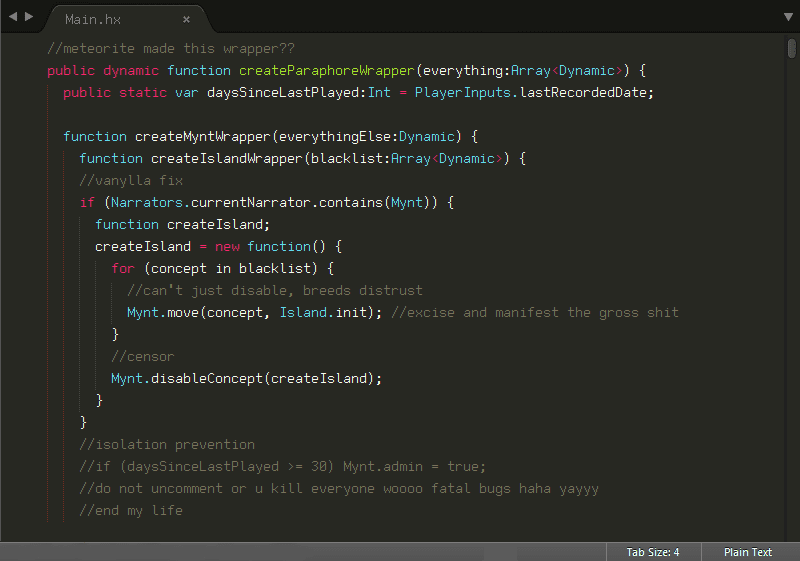 Main.hx
//meteorite made this wrapper??
public dynamic function createParaphoreWrapper(everything:Array<Dynamic>) {
public static var daysSinceLastPlayed:Int = PlayerInputs.lastRecordedDate;
function createMyntWrapper(everythingElse:Dynamic) {
function createIslandWrapper(blacklist:Array<Dynamic>) {
//vanylla fix
if (Narrators.currentNarrator.contains(Mynt)) {
function createIsland;
createIsland = new function() {
for (concept in blacklist) {
//can't just disable, breeds distrust
Mynt.move(concept, Island.init); //excise and manifest the gross shit
}
//censor
Mynt.disableConcept(createIsland);
}
}
//isolation prevention
//if (daysSinceLastPlayed >= 30) Mynt.admin = true;
//do not uncomment or u kill everyone woooo fatal bugs haha yayyy
//end my life
Tab Size: 4
Plain Text